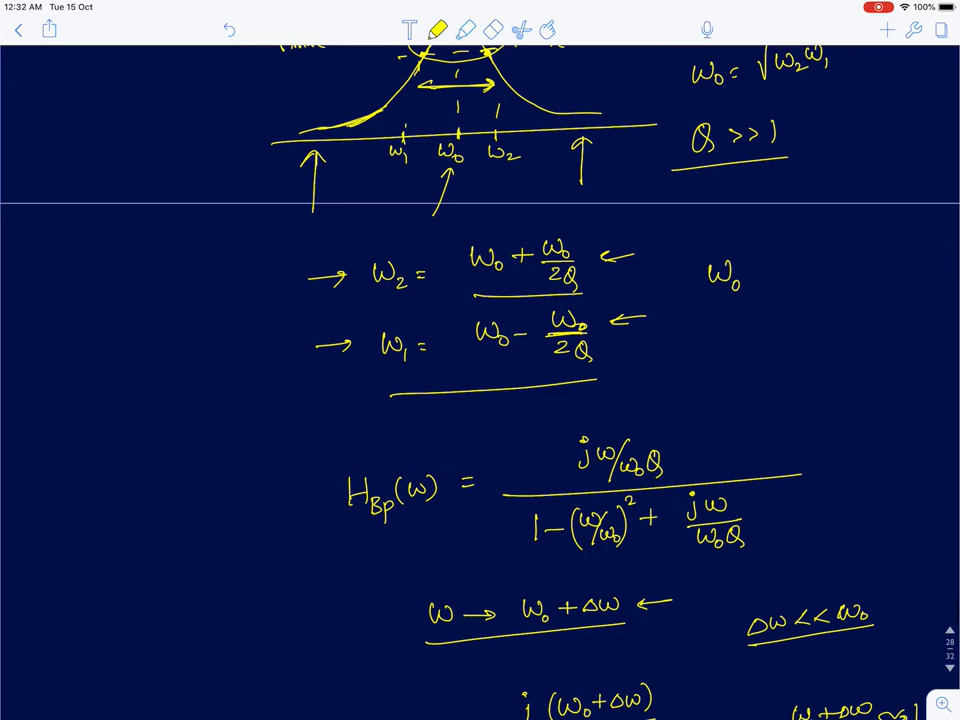 12:32 AM Tue 15 Oct 100%
ω₀ = √ω₂ω₁
Q >> 1
ω₁ ω₀ ω₂
→ ω₂ = ω₀ + ω₀/2Q ← ω₀
→ ω₁ = ω₀ - ω₀/2Q ←
H_BP(ω) = (jω/ω₀Q) / (1 - (ω/ω₀)² + jω/ω₀Q)
ω → ω₀ + Δω ← Δω << ω₀
28
32
j (ω₀ + Δω)